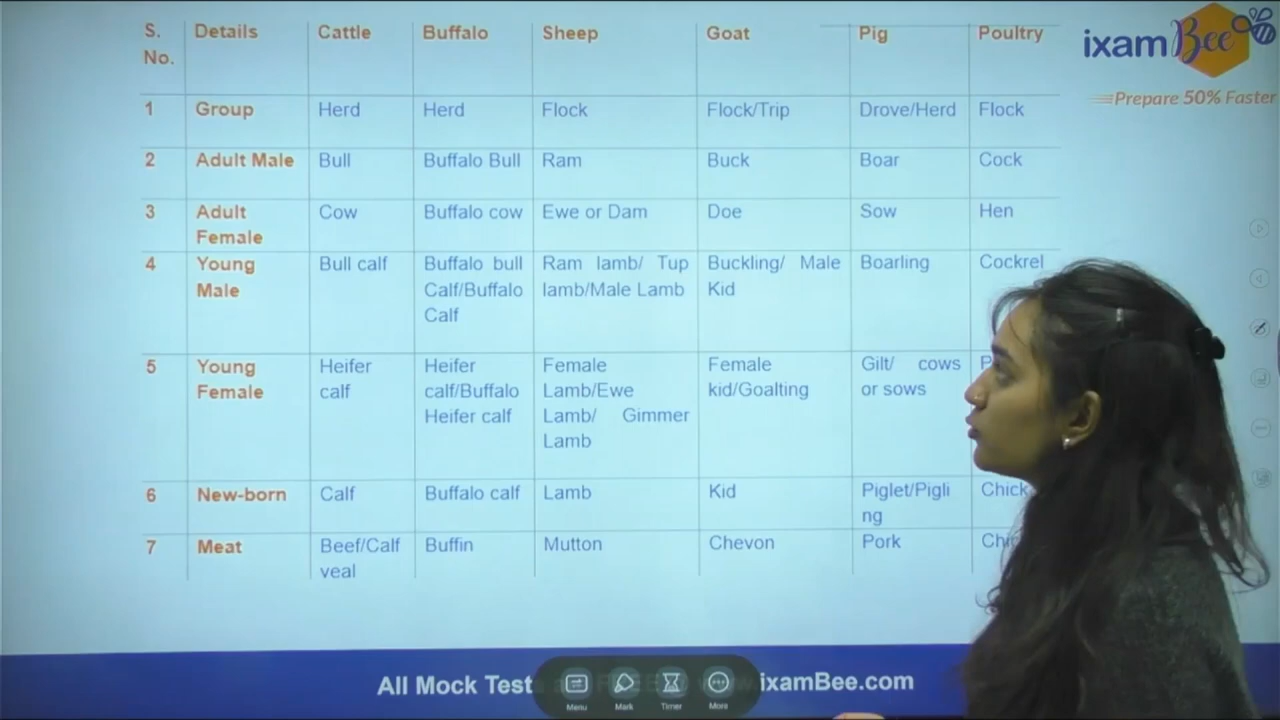 S. No. Details Cattle Buffalo Sheep Goat Pig Poultry
ixamBee
Prepare 50% Faster
1 Group Herd Herd Flock Flock/Trip Drove/Herd Flock
2 Adult Male Bull Buffalo Bull Ram Buck Boar Cock
3 Adult Female Cow Buffalo cow Ewe or Dam Doe Sow Hen
4 Young Male Bull calf Buffalo bull Calf/Buffalo Calf Ram lamb/ Tup lamb/Male Lamb Buckling/ Male Kid Boarling Cockrel
5 Young Female Heifer calf Heifer calf/Buffalo Heifer calf Female Lamb/Ewe Lamb/ Gimmer Lamb Female kid/Goalting Gilt/ cows or sows
6 New-born Calf Buffalo calf Lamb Kid Piglet/Pigling Chick
7 Meat Beef/Calf veal Buffin Mutton Chevon Pork
All Mock Test ixamBee.com
Menu Mark Timer More